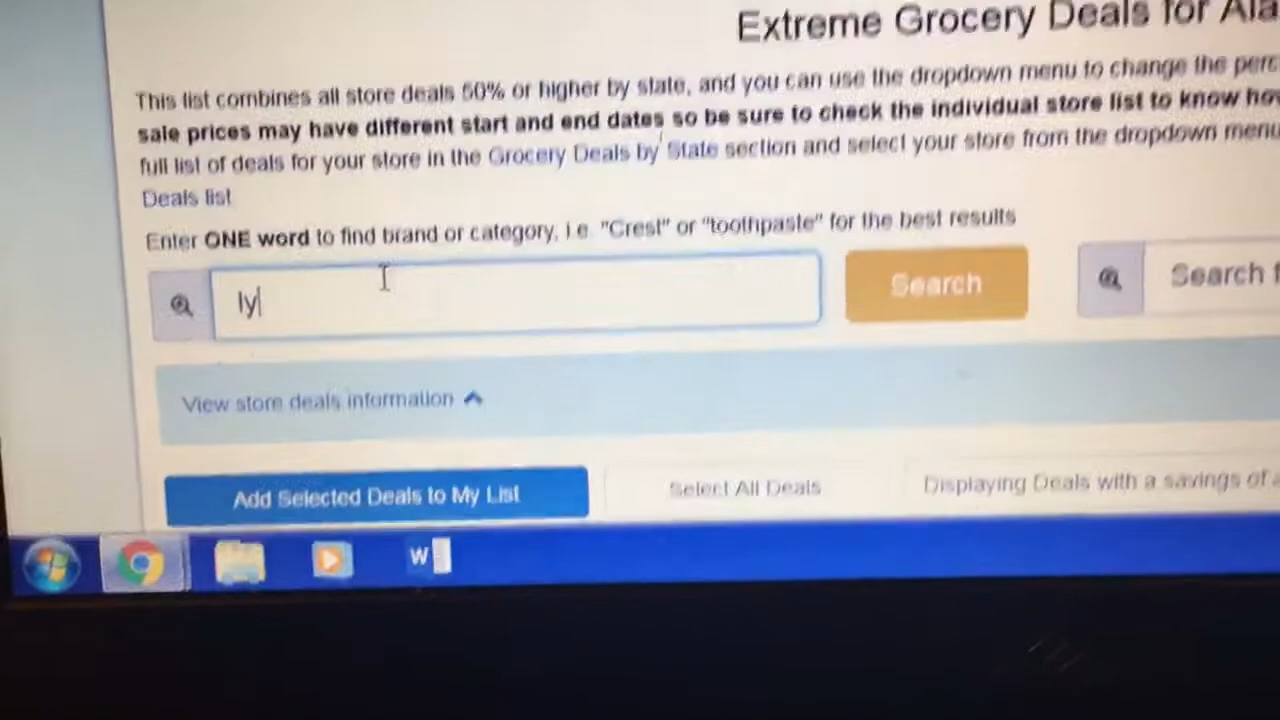 Extreme Grocery Deals for Ala
This list combines all store deals 50% or higher by state, and you can use the dropdown menu to change the perc
sale prices may have different start and end dates so be sure to check the individual store list to know ho
full list of deals for your store in the Grocery Deals by State section and select your store from the dropdown menu
Deals list
Enter ONE word to find brand or category, i.e. "Crest" or "toothpaste" for the best results
ly
Search
Search f
View store deals information
Add Selected Deals to My List
Select All Deals
Displaying Deals with a savings of a
W